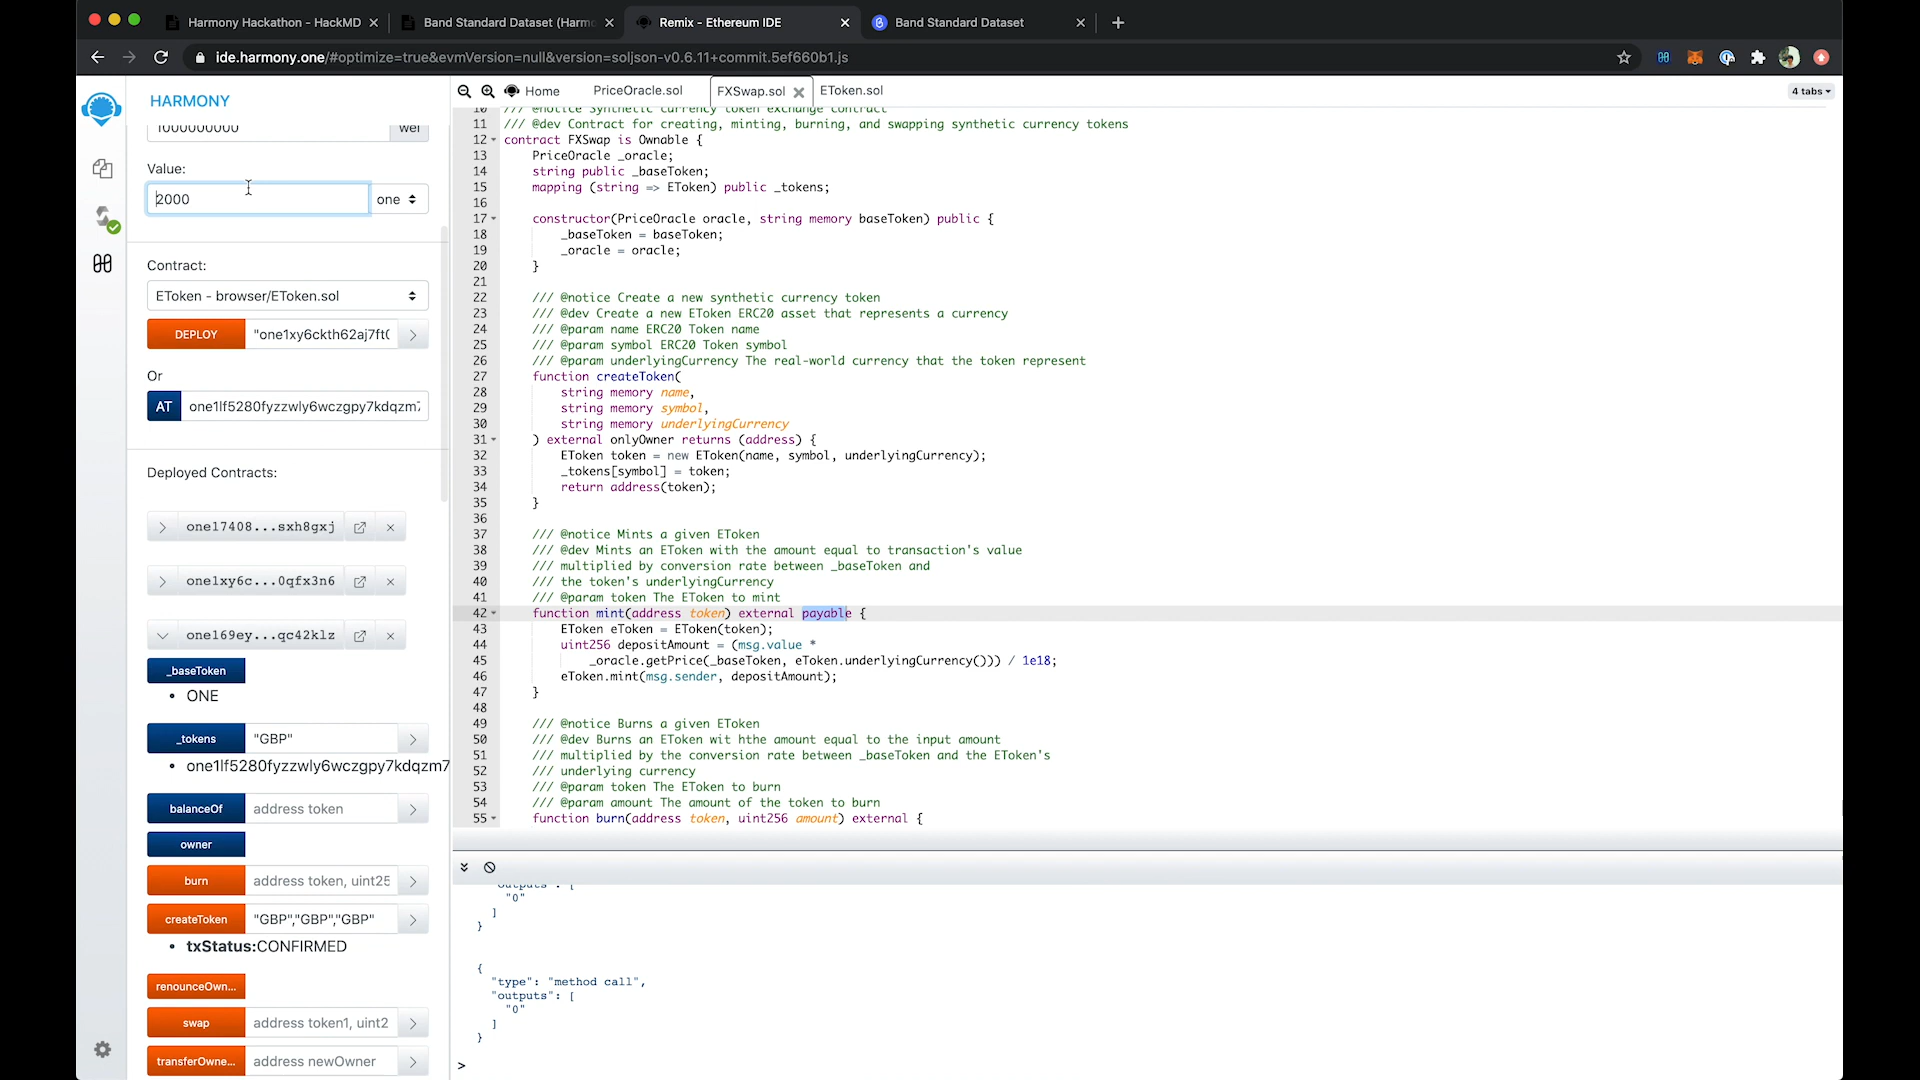 Harmony Hackathon - HackMD
Band Standard Dataset (Harmo
Remix - Ethereum IDE
Band Standard Dataset
ide.harmony.one/#optimize=true&evmVersion=null&version=soljson-v0.6.11+commit.5ef660b1.js
HARMONY
1000000000 wei
Value:
2000 one
Contract:
EToken - browser/EToken.sol
DEPLOY "one1xy6ckth62aj7ft(
Or
AT one1lf5280fyzzwly6wczgpy7kdqzm7
Deployed Contracts:
one17408...sxh8gxj
one1xy6c...0qfx3n6
one169ey...qc42klz
_baseToken
• ONE
_tokens "GBP"
• one1lf5280fyzzwly6wczgpy7kdqzm7
balanceOf address token
owner
burn address token, uint25
createToken "GBP","GBP","GBP"
• txStatus:CONFIRMED
renounceOwn...
swap address token1, uint2
transferOwne... address newOwner
Home PriceOracle.sol FXSwap.sol EToken.sol 4 tabs
10 /// @notice Synthetic currency token exchange contract
11 /// @dev Contract for creating, minting, burning, and swapping synthetic currency tokens
12 contract FXSwap is Ownable {
13 PriceOracle _oracle;
14 string public _baseToken;
15 mapping (string => EToken) public _tokens;
16
17 constructor(PriceOracle oracle, string memory baseToken) public {
18 _baseToken = baseToken;
19 _oracle = oracle;
20 }
21
22 /// @notice Create a new synthetic currency token
23 /// @dev Create a new EToken ERC20 asset that represents a currency
24 /// @param name ERC20 Token name
25 /// @param symbol ERC20 Token symbol
26 /// @param underlyingCurrency The real-world currency that the token represent
27 function createToken(
28 string memory name,
29 string memory symbol,
30 string memory underlyingCurrency
31 ) external onlyOwner returns (address) {
32 EToken token = new EToken(name, symbol, underlyingCurrency);
33 _tokens[symbol] = token;
34 return address(token);
35 }
36
37 /// @notice Mints a given EToken
38 /// @dev Mints an EToken with the amount equal to transaction's value
39 /// multiplied by conversion rate between _baseToken and
40 /// the token's underlyingCurrency
41 /// @param token The EToken to mint
42 function mint(address token) external payable {
43 EToken eToken = EToken(token);
44 uint256 depositAmount = (msg.value *
45 _oracle.getPrice(_baseToken, eToken.underlyingCurrency())) / 1e18;
46 eToken.mint(msg.sender, depositAmount);
47 }
48
49 /// @notice Burns a given EToken
50 /// @dev Burns an EToken wit hthe amount equal to the input amount
51 /// multiplied by the conversion rate between _baseToken and the EToken's
52 /// underlying currency
53 /// @param token The EToken to burn
54 /// @param amount The amount of the token to burn
55 function burn(address token, uint256 amount) external {
"outputs": [
"0"
]
}
{
"type": "method call",
"outputs": [
"0"
]
}
>